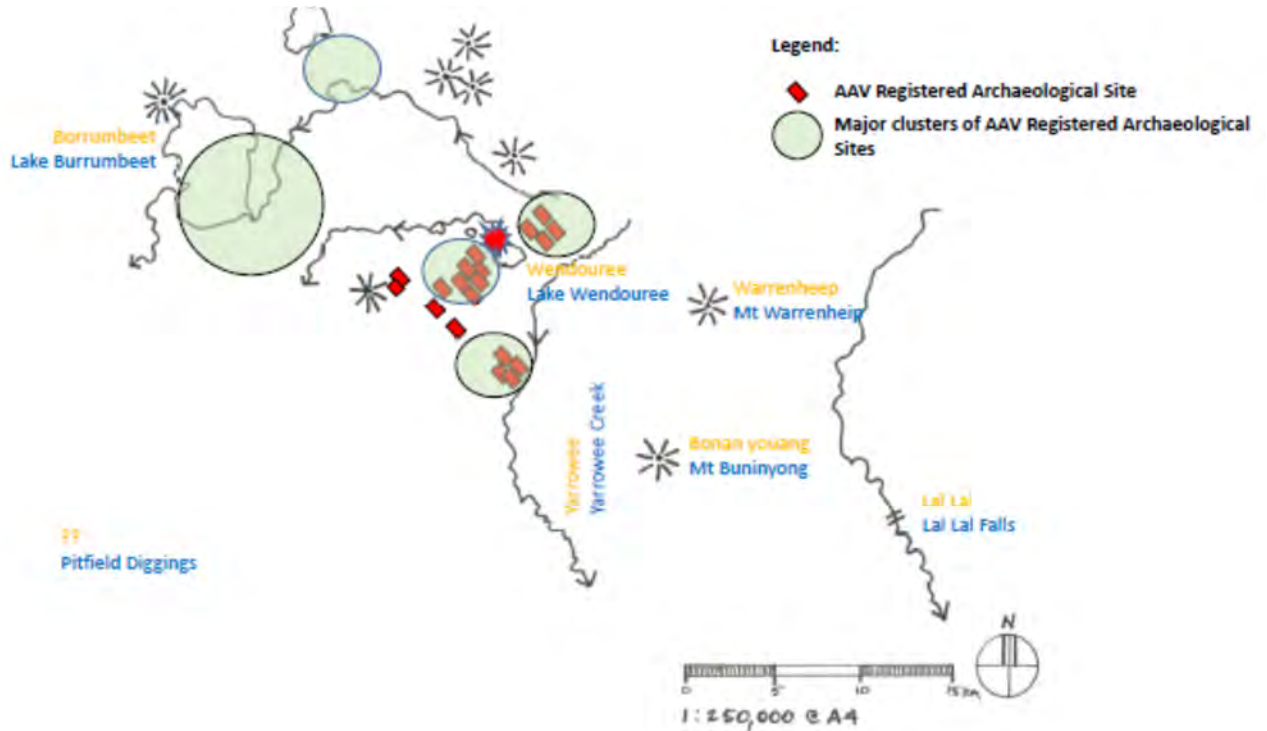 Legend:
AAV Registered Archaeological Site
Major clusters of AAV Registered Archaeological
Sites
Borrumbeet
Lake Burrumbeet
Wendouree
Lake Wendouree
Warrenheep
Mt Warrenheip
Yarrowee
Yarrowee Creek
Bonan youang
Mt Buninyong
Lal Lal
Lal Lal Falls
??
Pitfield Diggings
N
0 5 10 15 km
1:250,000 @ A4